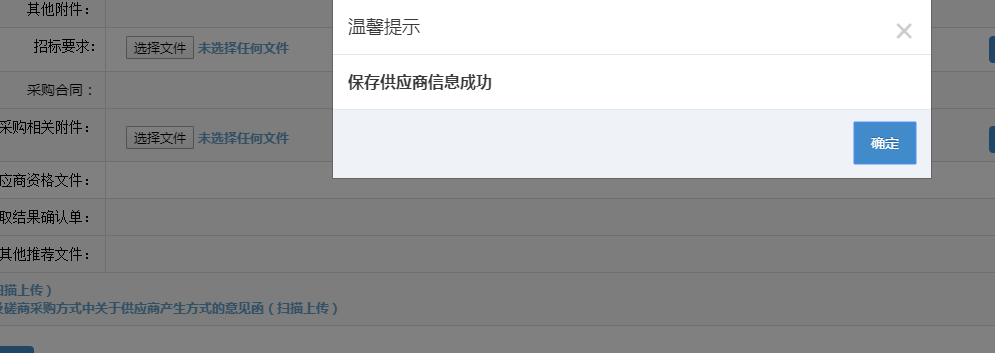 其他附件：
温馨提示
×
招标要求: 选择文件 未选择任何文件
保存供应商信息成功
采购合同：
采购相关附件： 选择文件 未选择任何文件
确定
应商资格文件：
取结果确认单：
其他推荐文件：
扫描上传）
磋商采购方式中关于供应商产生方式的意见函（扫描上传）